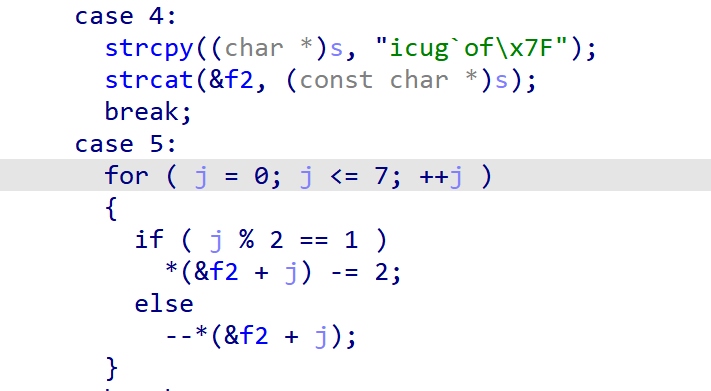 case 4:
strcpy((char *)s, "icug`of\x7F");
strcat(&f2, (const char *)s);
break;
case 5:
for ( j = 0; j <= 7; ++j )
{
if ( j % 2 == 1 )
*(&f2 + j) -= 2;
else
--*(&f2 + j);
}